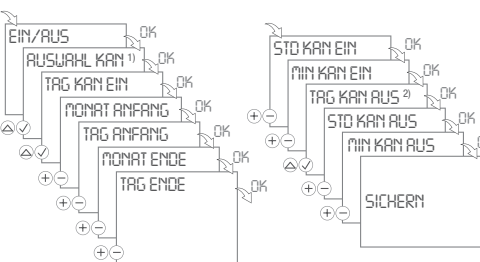 EIN/AUS
OK
AUSWAHL KAN 1)
OK
TAG KAN EIN
OK
MONAT ANFANG
OK
TAG ANFANG
OK
MONAT ENDE
OK
TAG ENDE
OK
STD KAN EIN
OK
MIN KAN EIN
OK
TAG KAN AUS 2)
OK
STD KAN AUS
OK
MIN KAN AUS
SICHERN